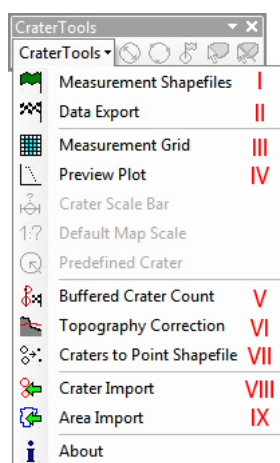 CraterTools
CraterTools
Measurement Shapefiles I
Data Export II
Measurement Grid III
Preview Plot IV
Crater Scale Bar
1:? Default Map Scale
Predefined Crater
Buffered Crater Count V
Topography Correction VI
Craters to Point Shapefile VII
Crater Import VIII
Area Import IX
i About